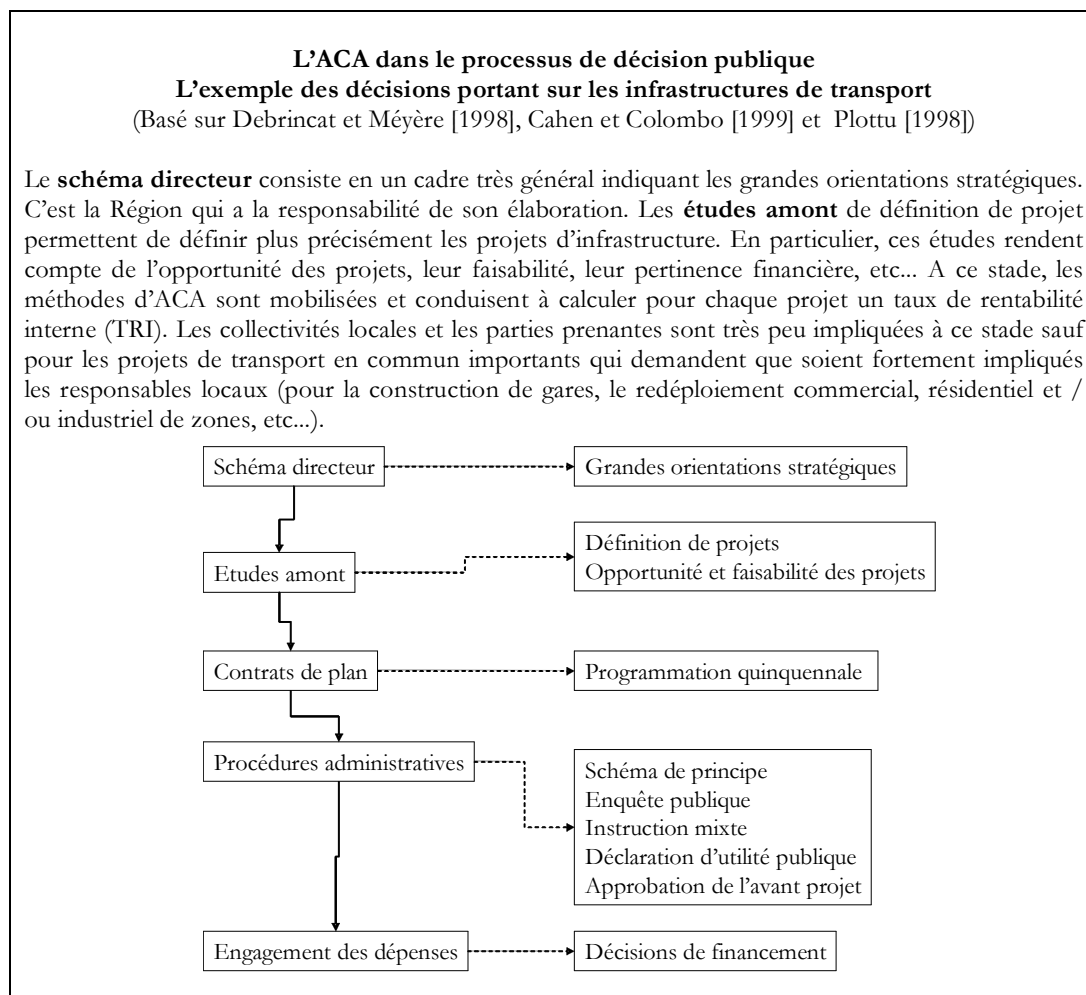 L’ACA dans le processus de décision publique
L’exemple des décisions portant sur les infrastructures de transport
(Basé sur Debrincat et Méyère [1998], Cahen et Colombo [1999] et Plottu [1998])
Le schéma directeur consiste en un cadre très général indiquant les grandes orientations stratégiques.
C’est la Région qui a la responsabilité de son élaboration. Les études amont de définition de projet
permettent de définir plus précisément les projets d’infrastructure. En particulier, ces études rendent
compte de l’opportunité des projets, leur faisabilité, leur pertinence financière, etc... A ce stade, les
méthodes d’ACA sont mobilisées et conduisent à calculer pour chaque projet un taux de rentabilité
interne (TRI). Les collectivités locales et les parties prenantes sont très peu impliquées à ce stade sauf
pour les projets de transport en commun importants qui demandent que soient fortement impliqués
les responsables locaux (pour la construction de gares, le redéploiement commercial, résidentiel et /
ou industriel de zones, etc...).
Schéma directeur
Grandes orientations stratégiques
Etudes amont
Définition de projets
Opportunité et faisabilité des projets
Contrats de plan
Programmation quinquennale
Procédures administratives
Schéma de principe
Enquête publique
Instruction mixte
Déclaration d’utilité publique
Approbation de l’avant projet
Engagement des dépenses
Décisions de financement